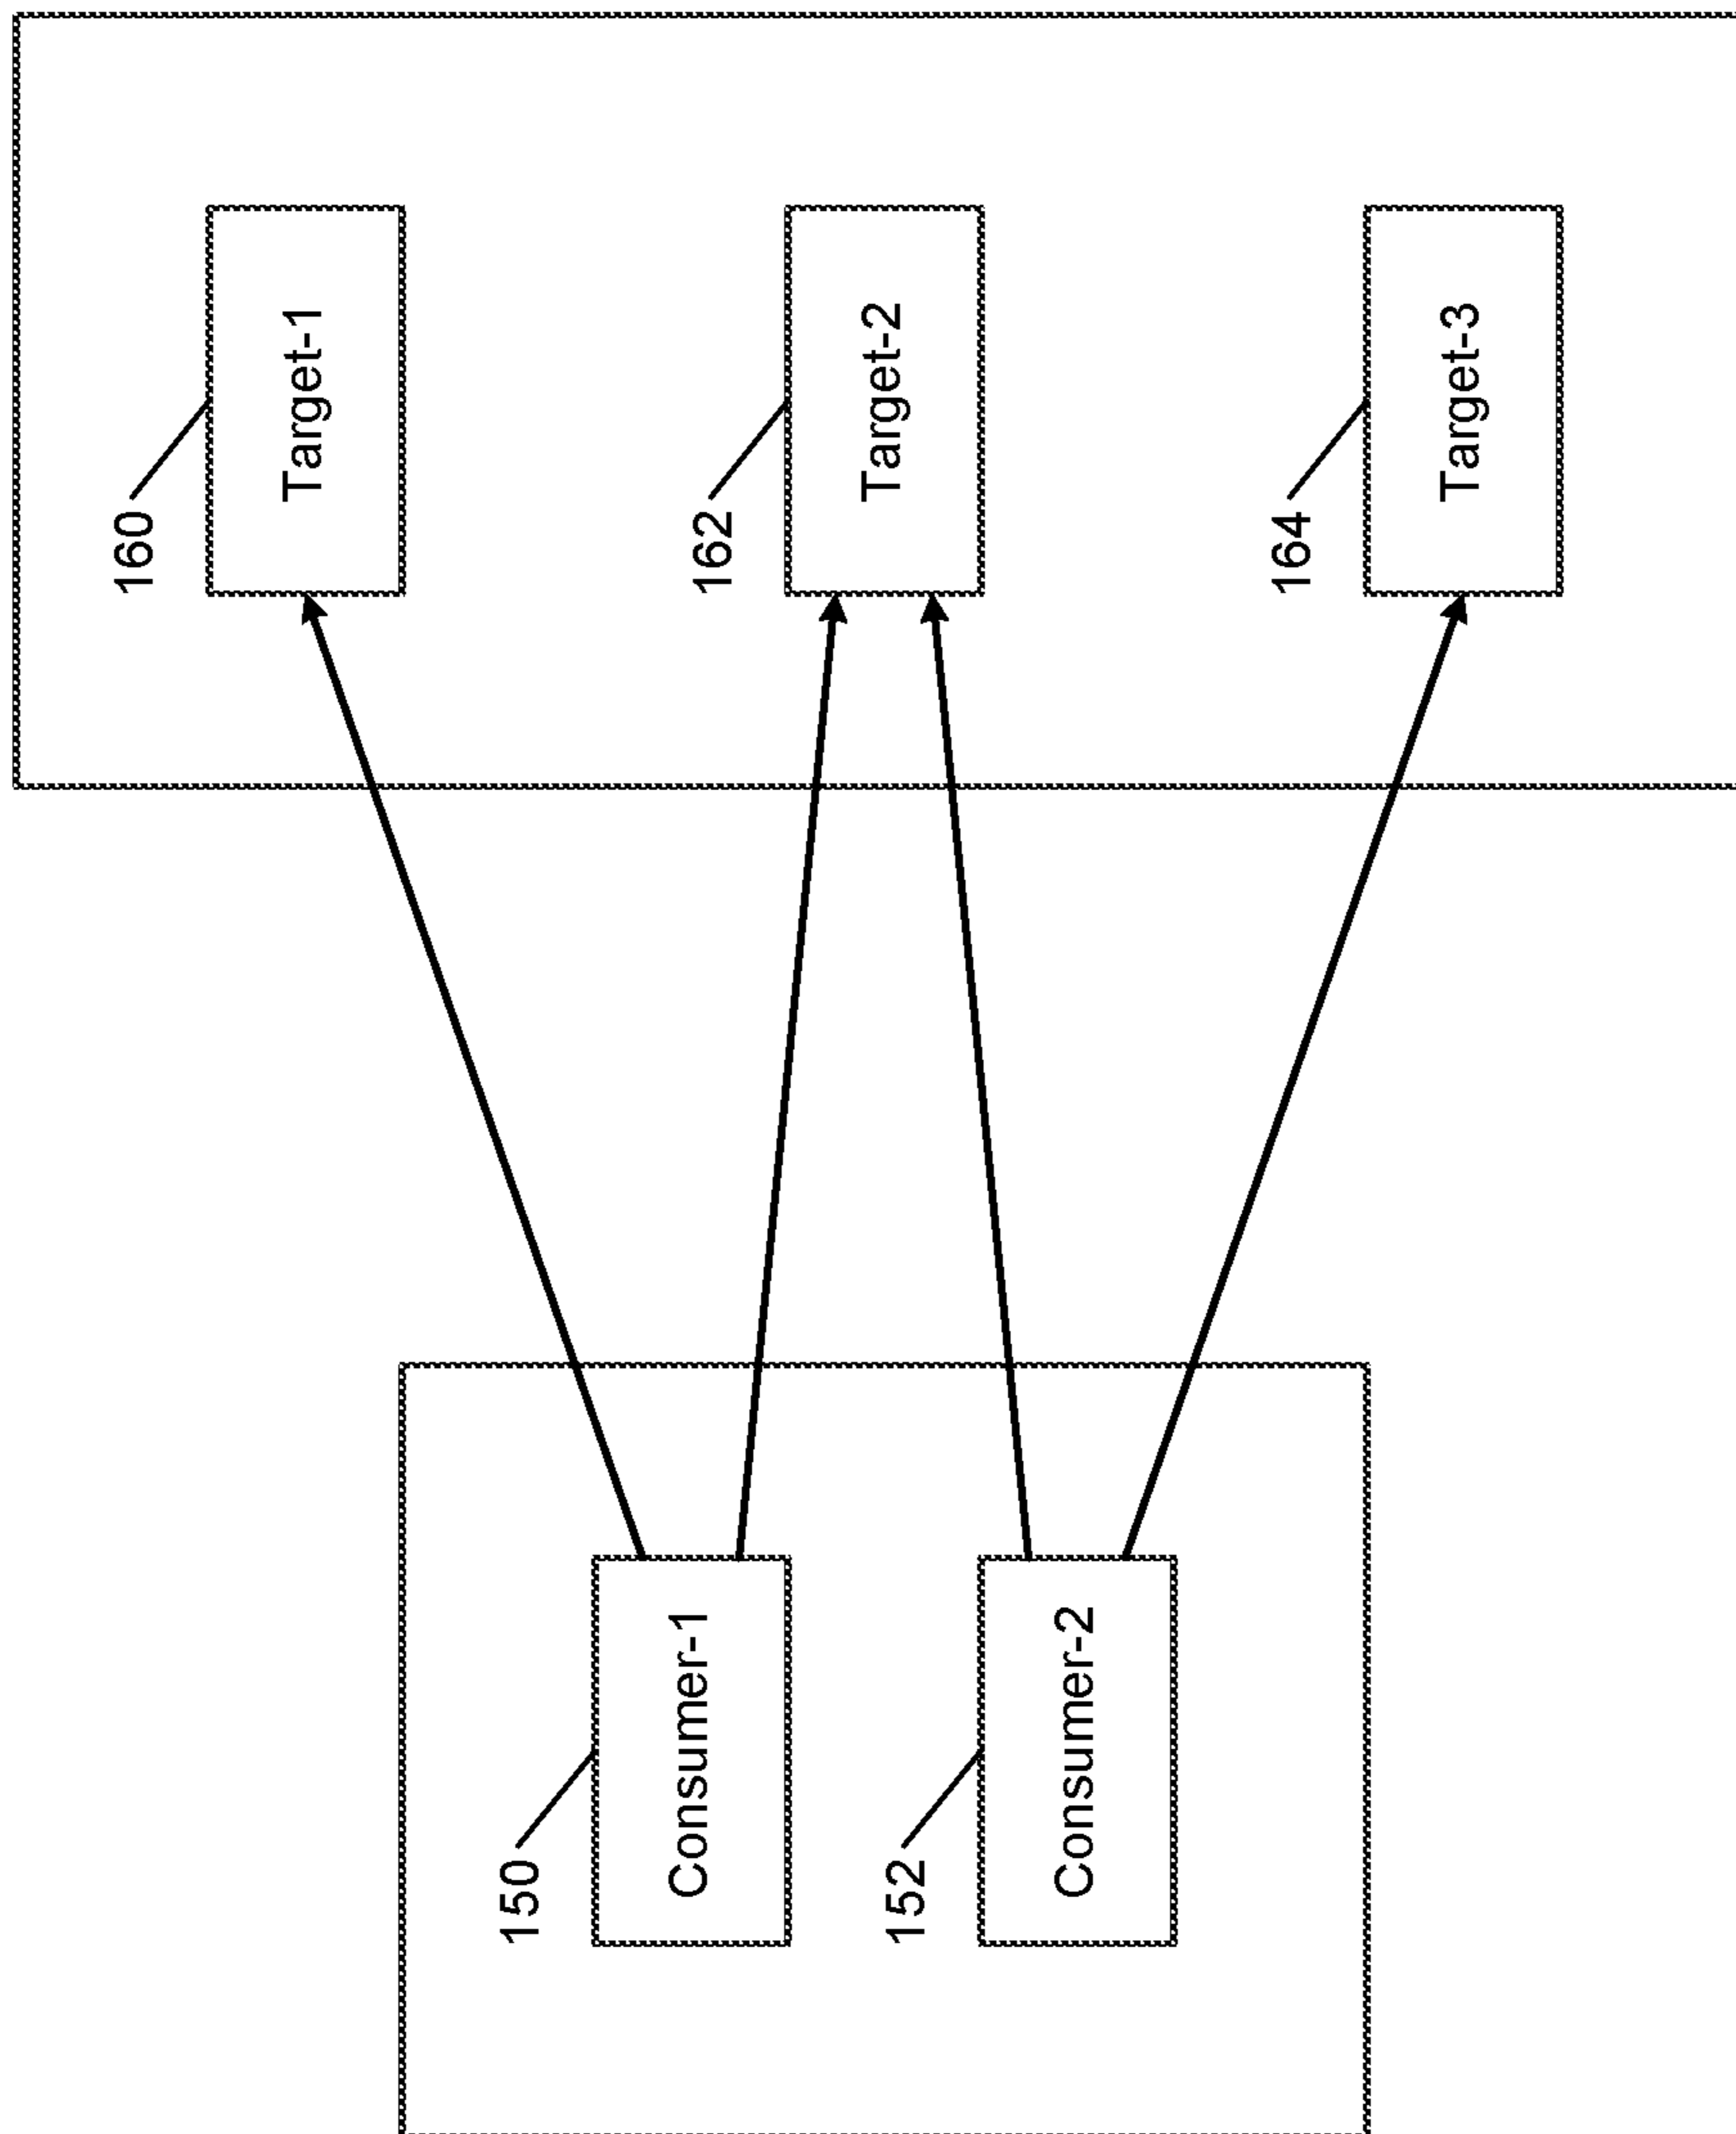 150
Consumer-1
152
Consumer-2
160
Target-1
162
Target-2
164
Target-3